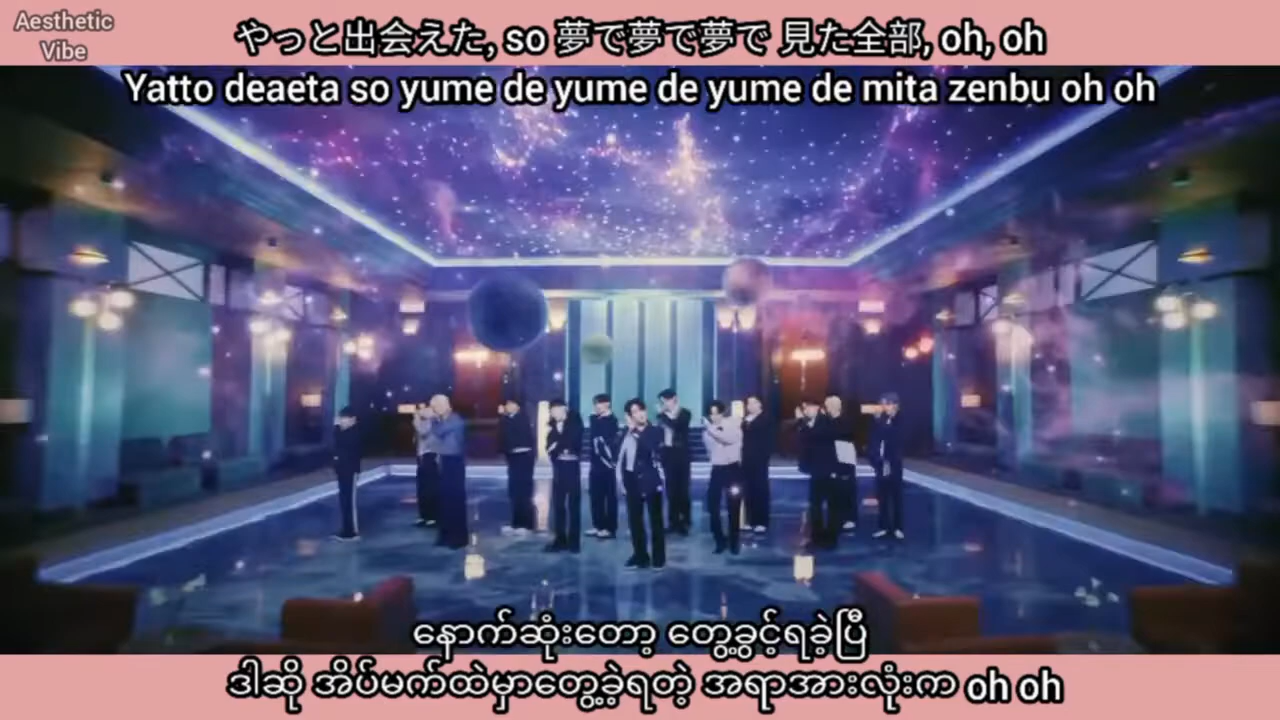 Aesthetic
Vibe
やっと出会えた, so 夢で夢で夢で 見た全部, oh, oh
Yatto deaeta so yume de yume de yume de mita zenbu oh oh
နောက်ဆုံးတော့ တွေ့ခွင့်ရခဲ့ပြီ
ဒါဆို အိပ်မက်ထဲမှာတွေ့ခဲ့ရတဲ့ အရာအားလုံးက oh oh